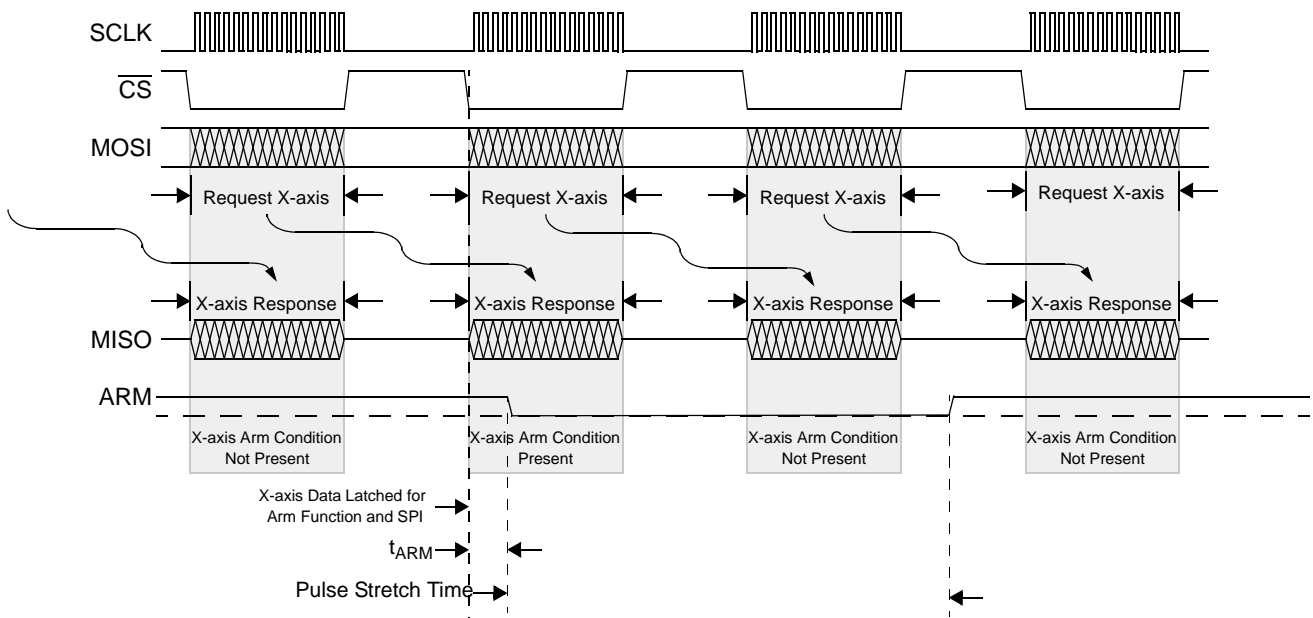 SCLK
CS
MOSI
Request X-axis
Request X-axis
Request X-axis
Request X-axis
X-axis Response
X-axis Response
X-axis Response
X-axis Response
MISO
ARM
X-axis Arm Condition
Not Present
X-axis Arm Condition
Present
X-axis Arm Condition
Not Present
X-axis Arm Condition
Not Present
X-axis Data Latched for
Arm Function and SPI
tARM
Pulse Stretch Time